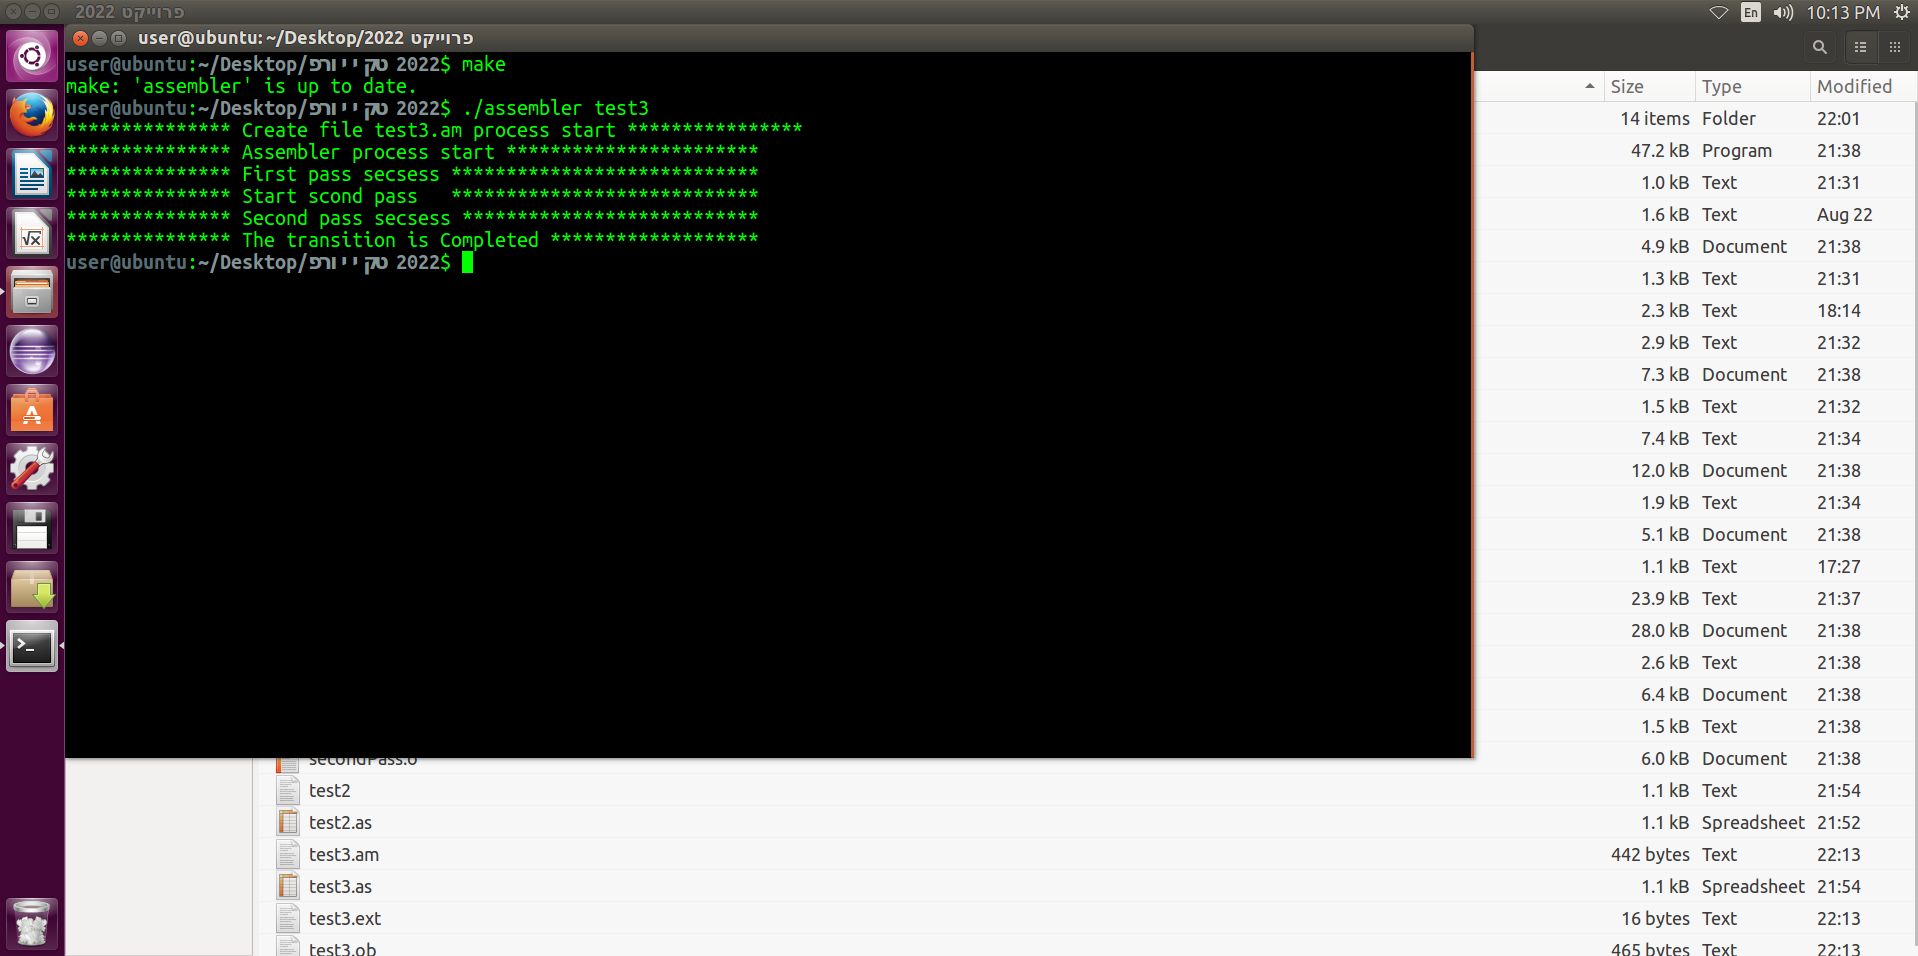 2022 פרוייקט
En
10:13 PM
user@ubuntu: ~/Desktop/2022 פרוייקט
user@ubuntu:~/Desktop/פרוייקט 2022$ make
make: 'assembler' is up to date.
user@ubuntu:~/Desktop/פרוייקט 2022$ ./assembler test3
*************** Create file test3.am process start ****************
*************** Assembler process start ***********************
*************** First pass secsess ****************************
*************** Start scond pass   ****************************
*************** Second pass secsess ***************************
*************** The transition is Completed *******************
user@ubuntu:~/Desktop/פרוייקט 2022$
Size Type Modified
14 items Folder 22:01
47.2 kB Program 21:38
1.0 kB Text 21:31
1.6 kB Text Aug 22
4.9 kB Document 21:38
1.3 kB Text 21:31
2.3 kB Text 18:14
2.9 kB Text 21:32
7.3 kB Document 21:38
1.5 kB Text 21:32
7.4 kB Text 21:34
12.0 kB Document 21:38
1.9 kB Text 21:34
5.1 kB Document 21:38
1.1 kB Text 17:27
23.9 kB Text 21:37
28.0 kB Document 21:38
2.6 kB Text 21:38
6.4 kB Document 21:38
1.5 kB Text 21:38
secondPass.o 6.0 kB Document 21:38
test2 1.1 kB Text 21:54
test2.as 1.1 kB Spreadsheet 21:52
test3.am 442 bytes Text 22:13
test3.as 1.1 kB Spreadsheet 21:54
test3.ext 16 bytes Text 22:13
test3.ob 465 bytes Text 22:13